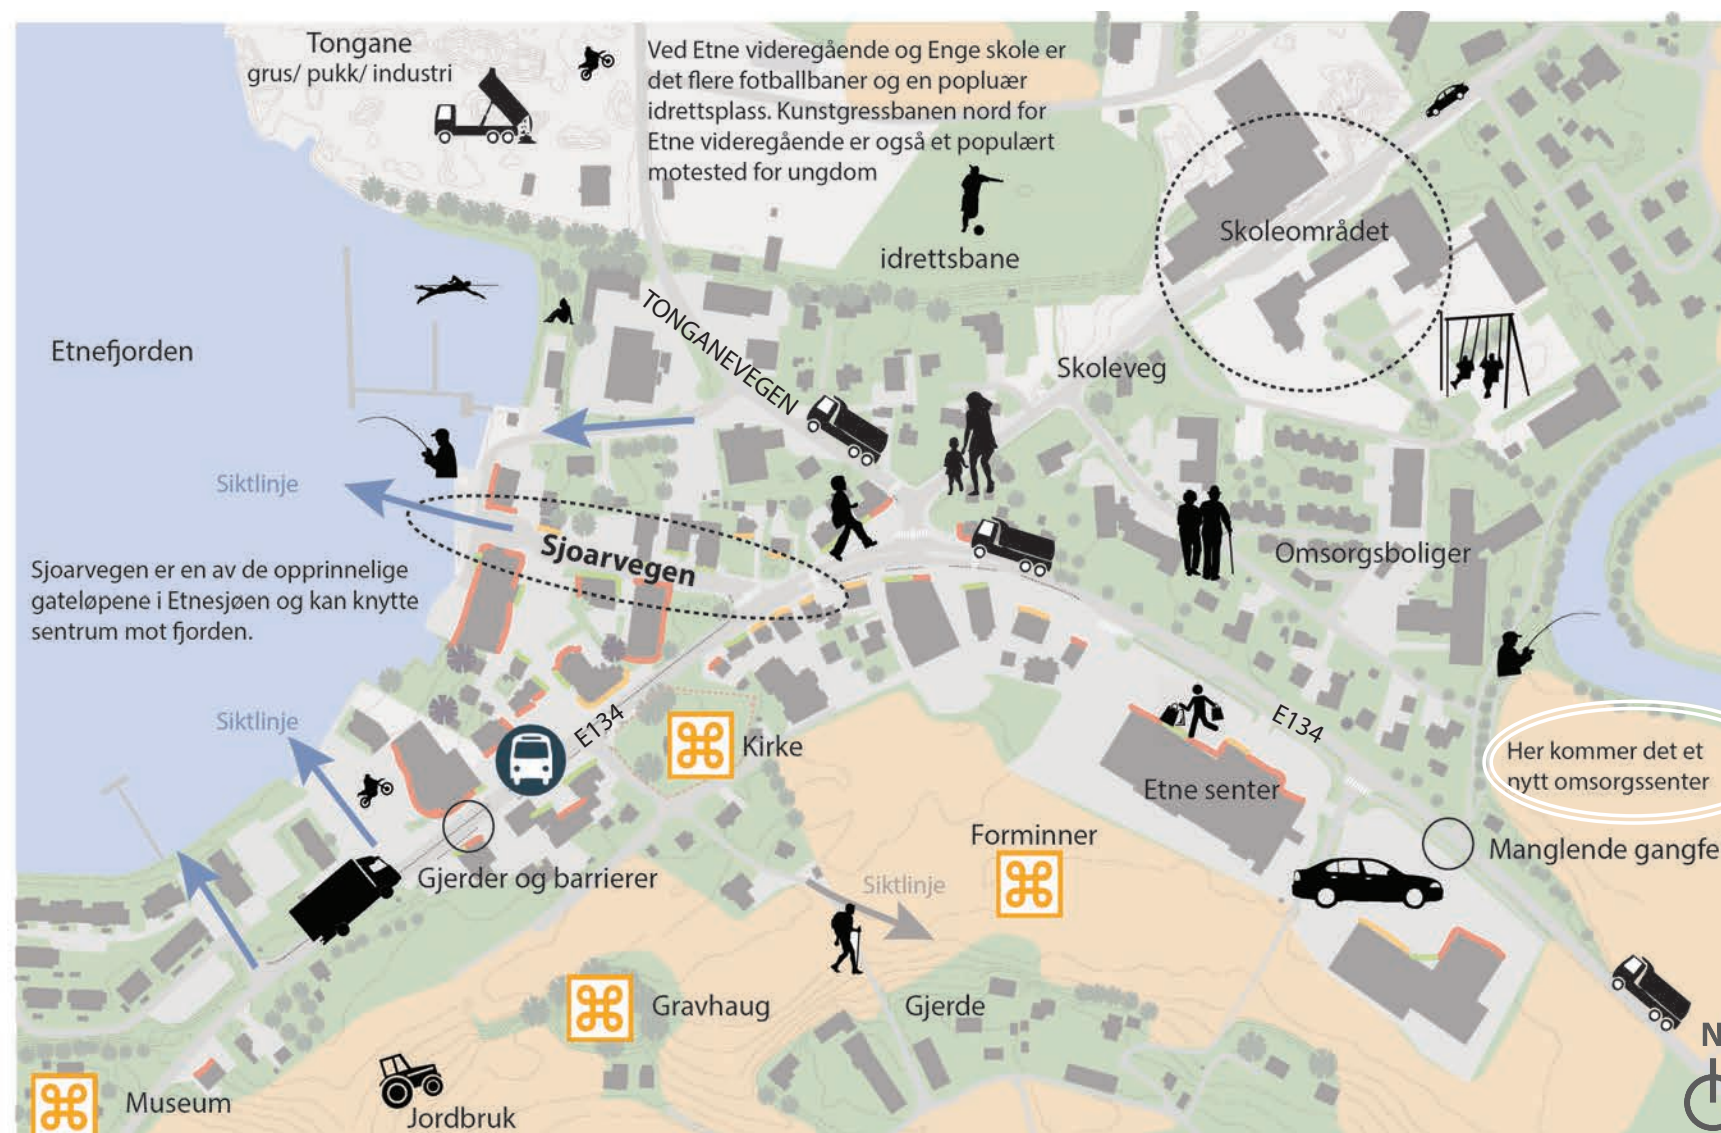 Tongane
grus/ pukk/ industri
Ved Etne videregående og Enge skole er
det flere fotballbaner og en popluær
idrettsplass. Kunstgressbanen nord for
Etne videregående er også et populært
motested for ungdom
Skoleområdet
idrettsbane
TONGANEVEGEN
Etnefjorden
Skoleveg
Siktlinje
Sjoarvegen
Omsorgsboliger
Sjoarvegen er en av de opprinnelige
gateløpene i Etnesjøen og kan knytte
sentrum mot fjorden.
Siktlinje
E134
Kirke
E134
Her kommer det et
nytt omsorgssenter
Etne senter
Forminner
Manglende gangfe
Gjerder og barrierer
Siktlinje
Gravhaug
Gjerde
N
Museum
Jordbruk